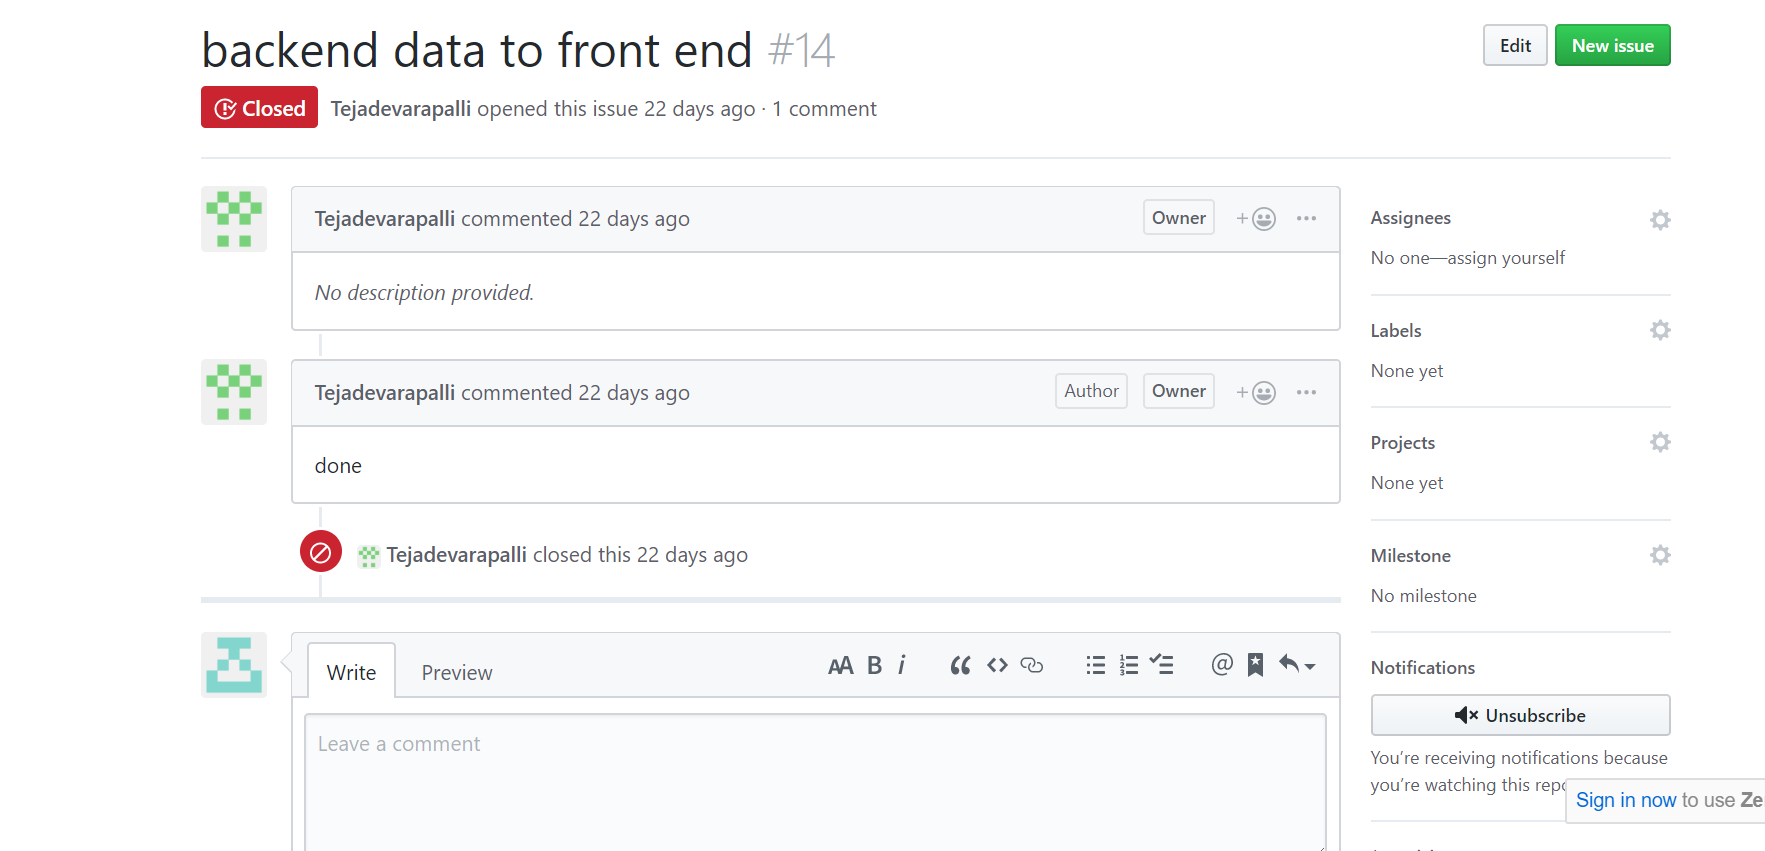 backend data to front end #14
Edit
New issue
Closed
Tejadevarapalli opened this issue 22 days ago · 1 comment
Tejadevarapalli commented 22 days ago
Owner
No description provided.
Tejadevarapalli commented 22 days ago
Author
Owner
done
Tejadevarapalli closed this 22 days ago
Write
Preview
AA B i
Leave a comment
Assignees
No one—assign yourself
Labels
None yet
Projects
None yet
Milestone
No milestone
Notifications
Unsubscribe
You’re receiving notifications because
you’re watching this repo
Sign in now to use Ze